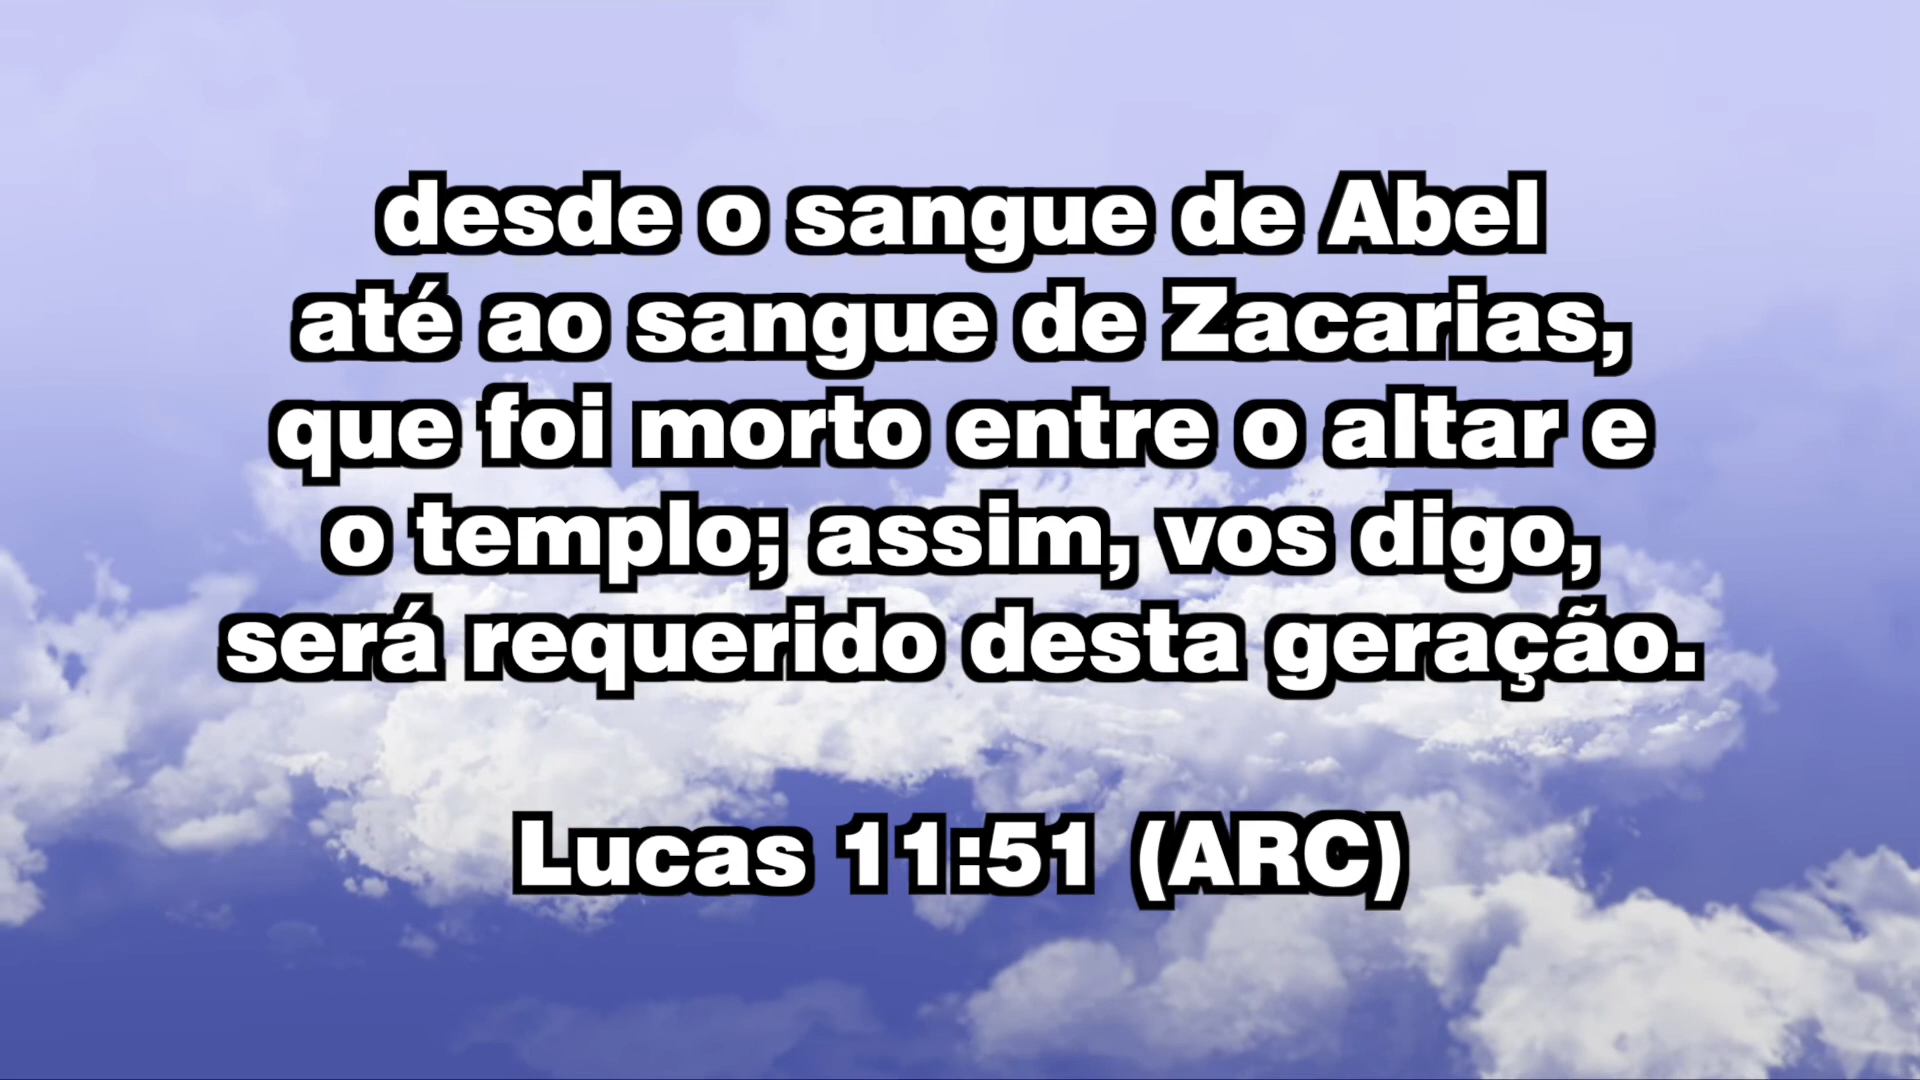 desde o sangue de Abel
até ao sangue de Zacarias,
que foi morto entre o altar e
o templo; assim, vos digo,
será requerido desta geração.
Lucas 11:51 (ARC)